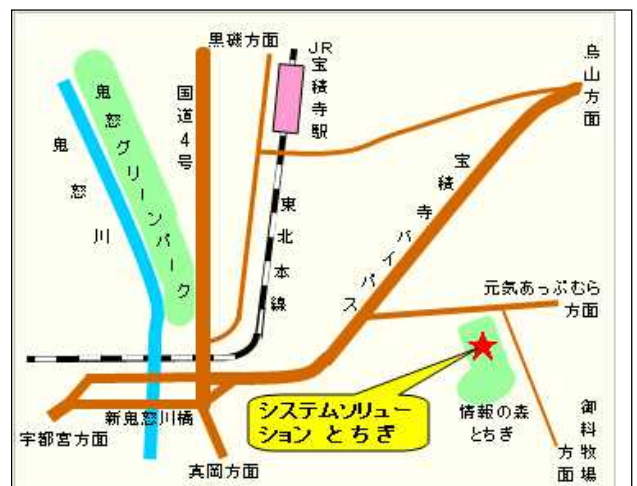 黒磯方面
JR宝積寺駅
烏山方面
国道4号
鬼怒グリーンパーク
鬼怒川
東北本線
宝積寺バイパス
元気あっぷむら
方面
システムソリュー
ション とちぎ
情報の森
とちぎ
御料牧場
方面
新鬼怒川橋
宇都宮方面
真岡方面